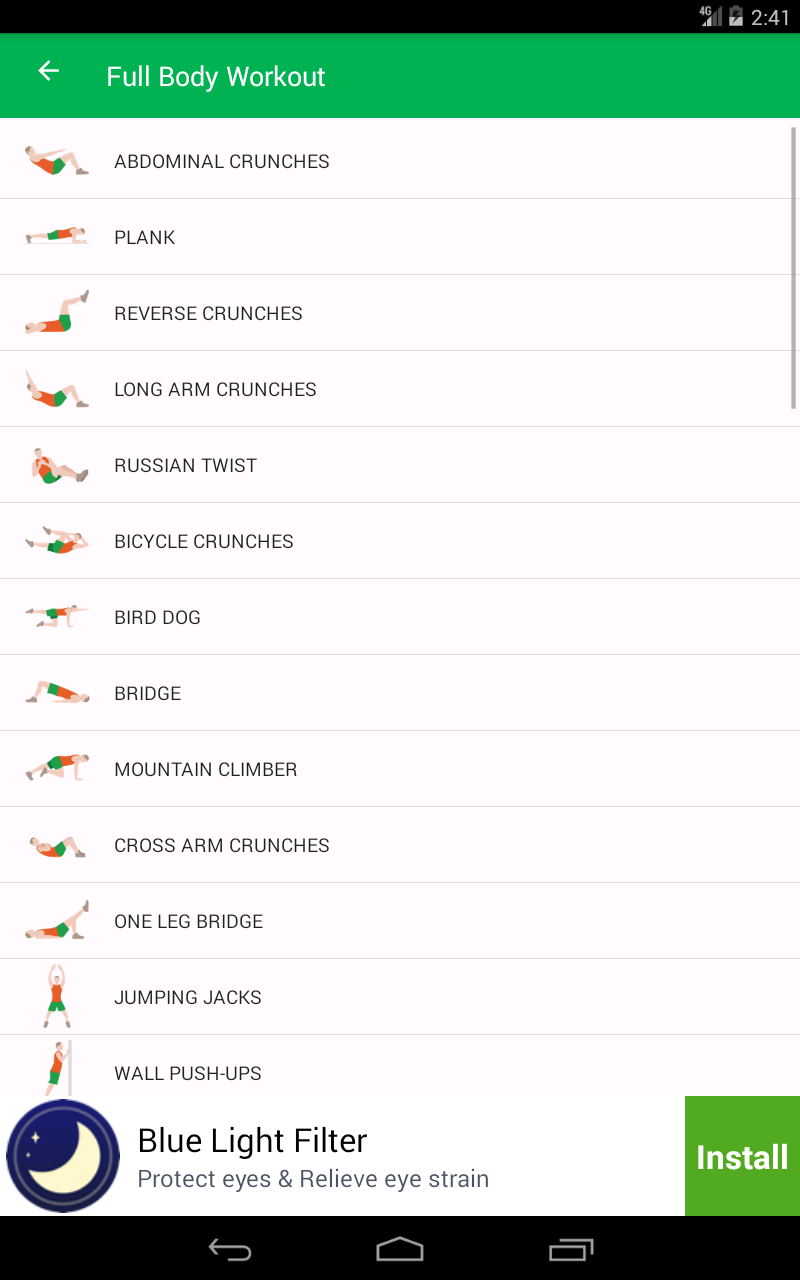 4G 2:41
Full Body Workout
ABDOMINAL CRUNCHES
PLANK
REVERSE CRUNCHES
LONG ARM CRUNCHES
RUSSIAN TWIST
BICYCLE CRUNCHES
BIRD DOG
BRIDGE
MOUNTAIN CLIMBER
CROSS ARM CRUNCHES
ONE LEG BRIDGE
JUMPING JACKS
WALL PUSH-UPS
Blue Light Filter
Protect eyes & Relieve eye strain
Install